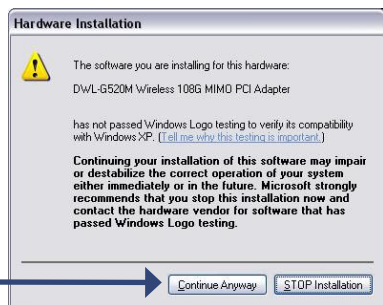 Hardware Installation
The software you are installing for this hardware:
DWL-G520M Wireless 108G MIMO PCI Adapter
has not passed Windows Logo testing to verify its compatibility
with Windows XP. (Tell me why this testing is important.)
Continuing your installation of this software may impair
or destabilize the correct operation of your system
either immediately or in the future. Microsoft strongly
recommends that you stop this installation now and
contact the hardware vendor for software that has
passed Windows Logo testing.
Continue Anyway STOP Installation